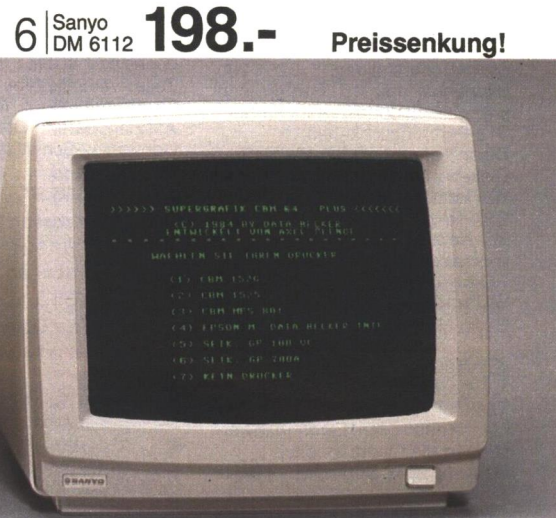 6 Sanyo DM 6112 198.- Preissenkung!
>>>>>> SUPERGRAFIK CBM 64 PLUS <<<<<<
(C) 1984 BY DATA BECKER
ENTWICKELT VON AXEL PLENGE
WAEHLEN SIE IHREN DRUCKER
(1) CBM 1526
(2) CBM 1525
(3) CBM MPS 801
(4) EPSON M. DATA BECKER INTF
(5) SEIK. GP 100 VC
(6) SEIK. GP 700A
(7) KEIN DRUCKER
SANYO